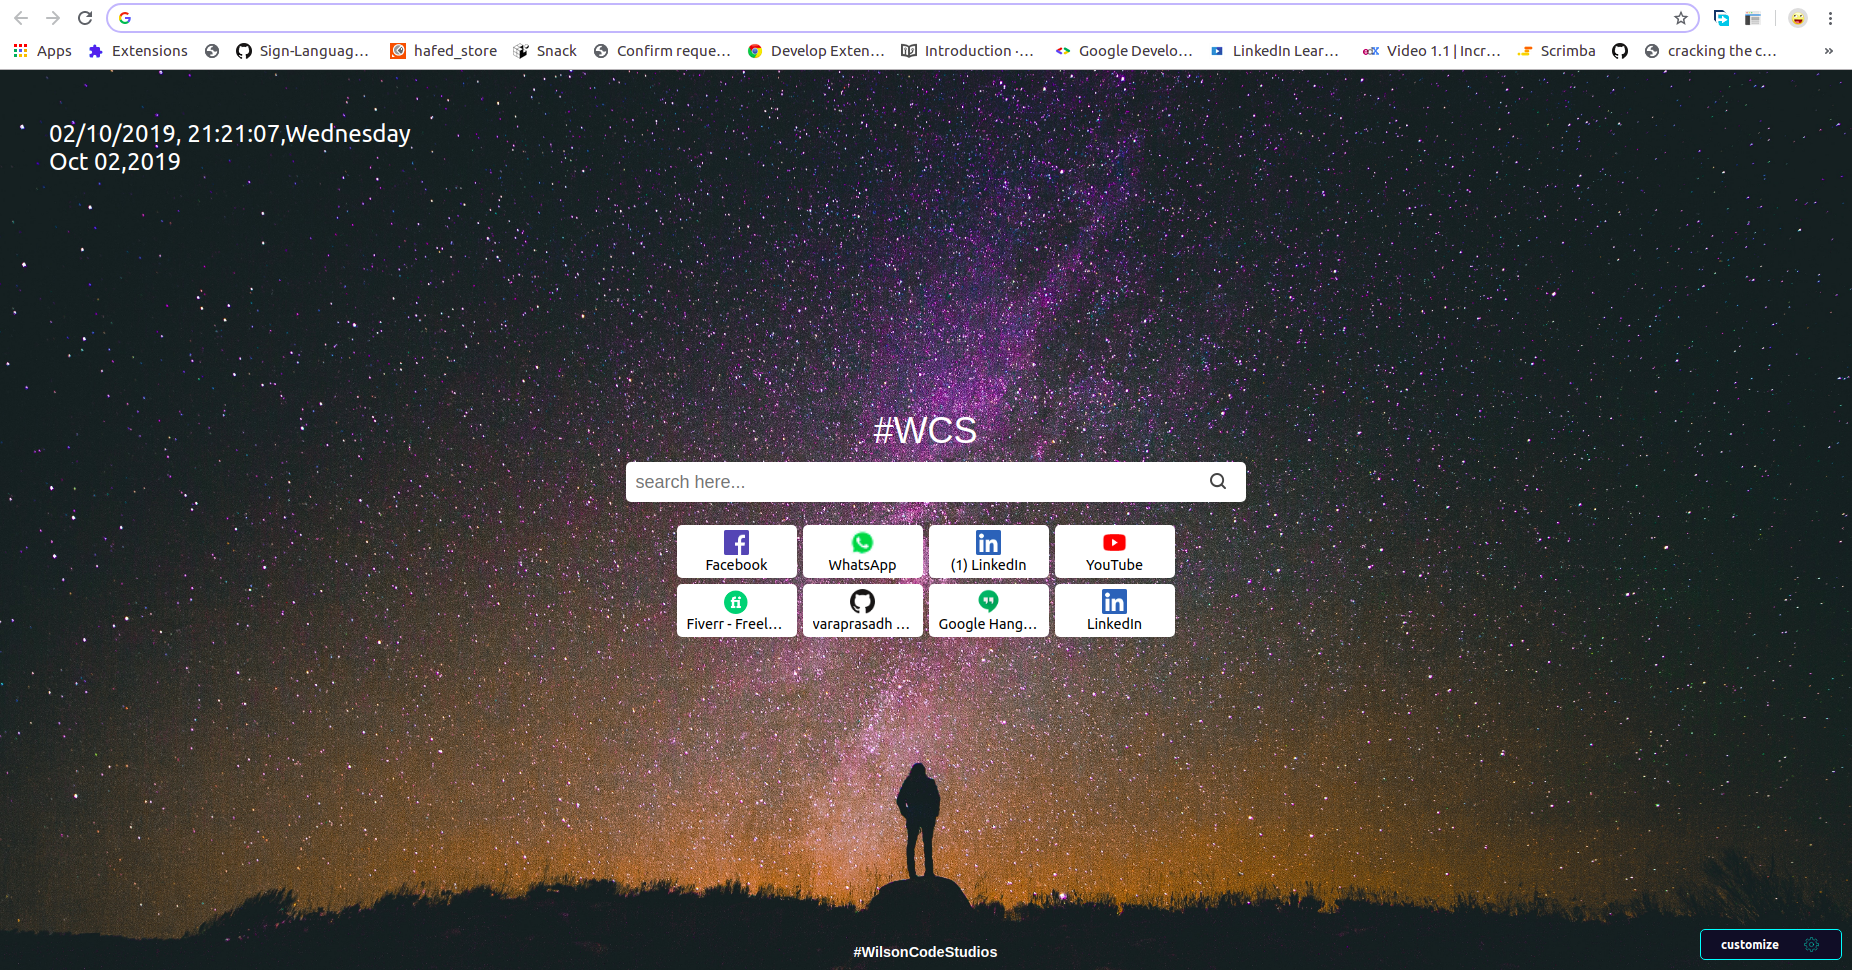 Apps Extensions Sign-Languag... hafed_store Snack Confirm reque... Develop Exten... Introduction ·... Google Develo... LinkedIn Lear... edX Video 1.1 | Incr... Scrimba cracking the c... »
02/10/2019, 21:21:07,Wednesday
Oct 02,2019
#WCS
search here...
Facebook WhatsApp (1) LinkedIn YouTube
Fiverr - Freel... varaprasadh ... Google Hang... LinkedIn
#WilsonCodeStudios
customize